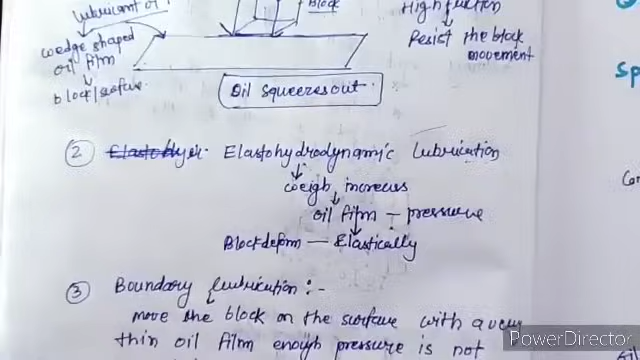 lubricant of
Block
High friction
wedge shaped
oil film
Resist the block
movement
block/surface
Oil squeezes out
Sp
2 Elastohydrodynamic lubrication
weigh increases
oil film - pressure
Block deform - Elastically
Con
3 Boundary lubrication :-
move the block on the surface with a very
thin oil film enough pressure is not
PowerDirector